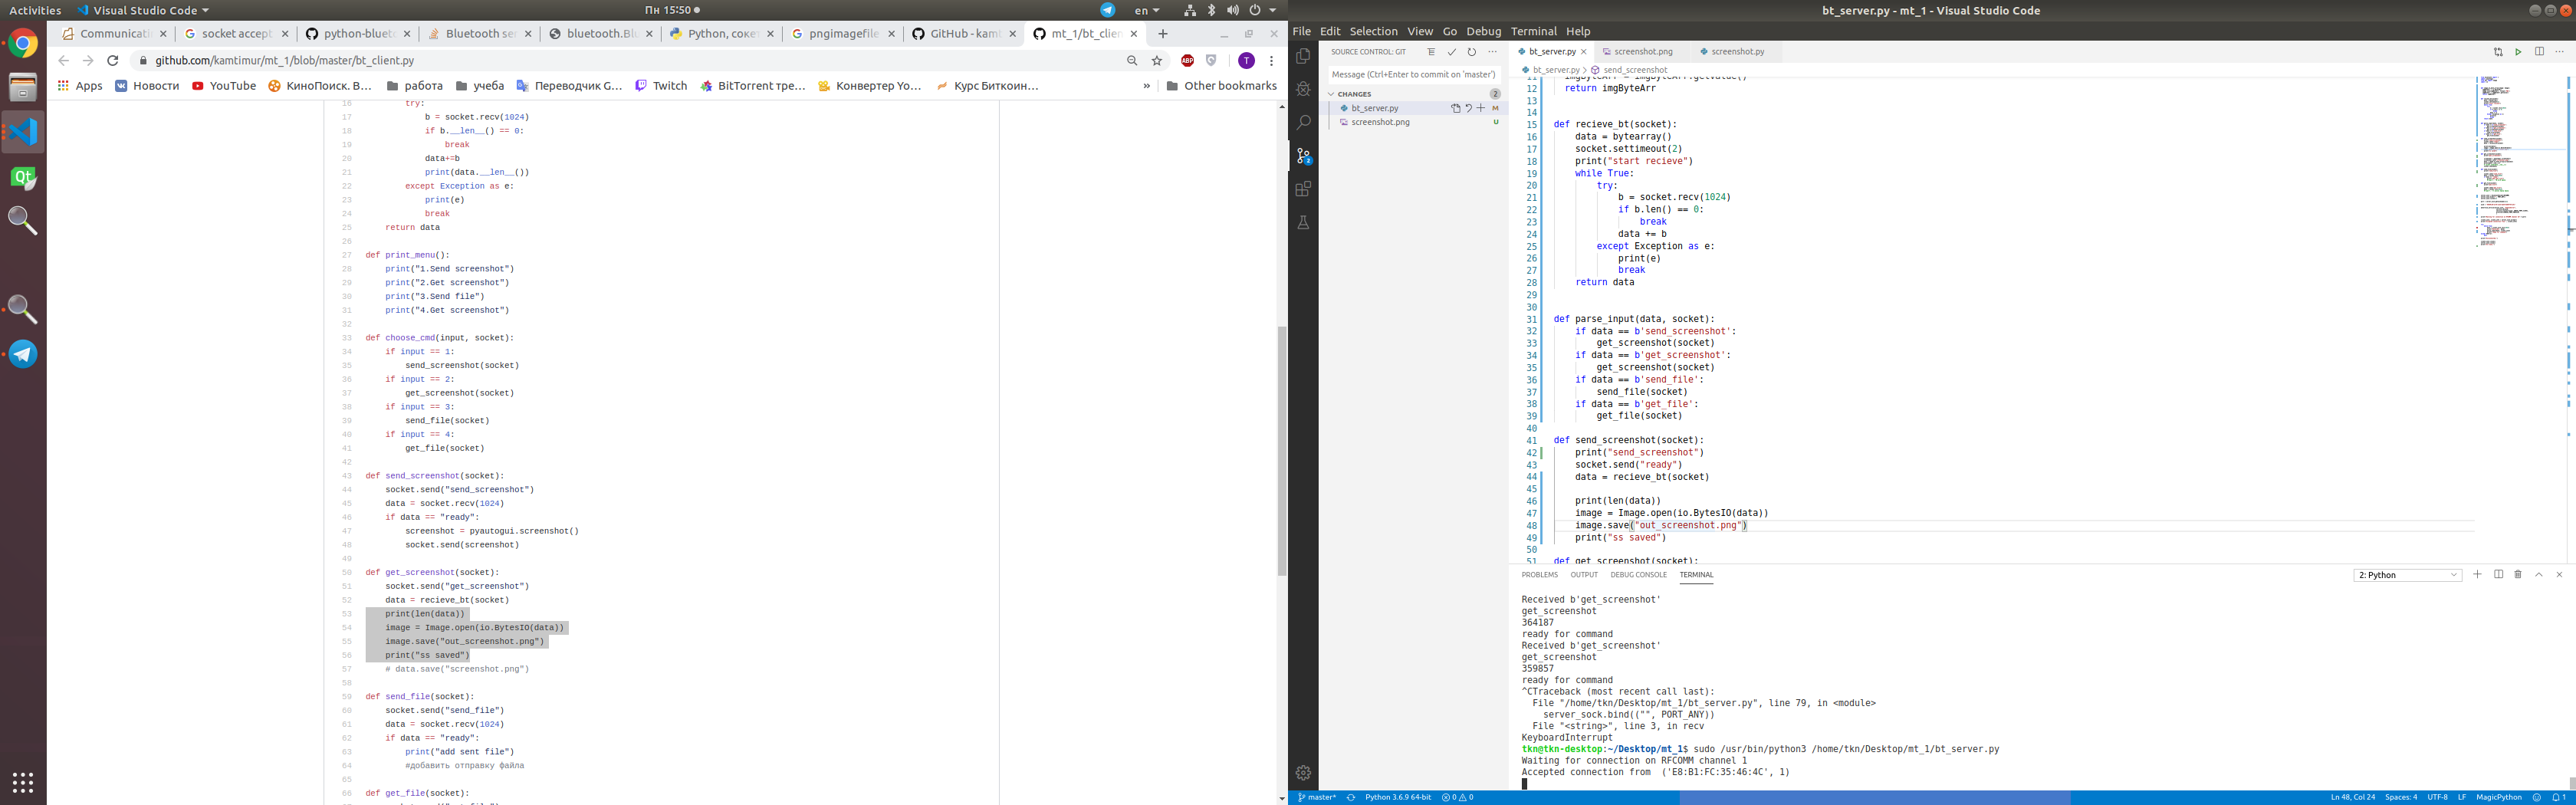 Activities
Visual Studio Code
Пн 15:50
en
Communicati
socket accept
python-blueto
Bluetooth ser
bluetooth.Blu
Python, сокет
pngimagefile
GitHub - kamt
mt_1/bt_clien
github.com/kamtimur/mt_1/blob/master/bt_client.py
ABP
T
Apps
Новости
YouTube
КиноПоиск. В…
работа
учеба
Переводчик G…
Twitch
BitTorrent тре…
Конвертер Yo…
Курс Биткоин…
»
Other bookmarks
16 try:
17 b = socket.recv(1024)
18 if b.__len__() == 0:
19 break
20 data+=b
21 print(data.__len__())
22 except Exception as e:
23 print(e)
24 break
25 return data
26
27 def print_menu():
28 print("1.Send screenshot")
29 print("2.Get screenshot")
30 print("3.Send file")
31 print("4.Get screenshot")
32
33 def choose_cmd(input, socket):
34 if input == 1:
35 send_screenshot(socket)
36 if input == 2:
37 get_screenshot(socket)
38 if input == 3:
39 send_file(socket)
40 if input == 4:
41 get_file(socket)
42
43 def send_screenshot(socket):
44 socket.send("send_screenshot")
45 data = socket.recv(1024)
46 if data == "ready":
47 screenshot = pyautogui.screenshot()
48 socket.send(screenshot)
49
50 def get_screenshot(socket):
51 socket.send("get_screenshot")
52 data = recieve_bt(socket)
53 print(len(data))
54 image = Image.open(io.BytesIO(data))
55 image.save("out_screenshot.png")
56 print("ss saved")
57 # data.save("screenshot.png")
58
59 def send_file(socket):
60 socket.send("send_file")
61 data = socket.recv(1024)
62 if data == "ready":
63 print("add sent file")
64 #добавить отправку файла
65
66 def get_file(socket):
bt_server.py - mt_1 - Visual Studio Code
File Edit Selection View Go Debug Terminal Help
SOURCE CONTROL: GIT
Message (Ctrl+Enter to commit on 'master')
CHANGES 2
bt_server.py M
screenshot.png U
2
bt_server.py
screenshot.png
screenshot.py
bt_server.py > send_screenshot
11 imgByteArr = imgByteArr.getvalue()
12 return imgByteArr
13
14
15 def recieve_bt(socket):
16 data = bytearray()
17 socket.settimeout(2)
18 print("start recieve")
19 while True:
20 try:
21 b = socket.recv(1024)
22 if b.len() == 0:
23 break
24 data += b
25 except Exception as e:
26 print(e)
27 break
28 return data
29
30
31 def parse_input(data, socket):
32 if data == b'send_screenshot':
33 get_screenshot(socket)
34 if data == b'get_screenshot':
35 get_screenshot(socket)
36 if data == b'send_file':
37 send_file(socket)
38 if data == b'get_file':
39 get_file(socket)
40
41 def send_screenshot(socket):
42 print("send_screenshot")
43 socket.send("ready")
44 data = recieve_bt(socket)
45
46 print(len(data))
47 image = Image.open(io.BytesIO(data))
48 image.save("out_screenshot.png")
49 print("ss saved")
50
51 def get_screenshot(socket):
PROBLEMS OUTPUT DEBUG CONSOLE TERMINAL
2: Python
Received b'get_screenshot'
get_screenshot
364187
ready for command
Received b'get_screenshot'
get_screenshot
359857
ready for command
^CTraceback (most recent call last):
File "/home/tkn/Desktop/mt_1/bt_server.py", line 79, in <module>
server_sock.bind(("", PORT_ANY))
File "<string>", line 3, in recv
KeyboardInterrupt
tkn@tkn-desktop:~/Desktop/mt_1$ sudo /usr/bin/python3 /home/tkn/Desktop/mt_1/bt_server.py
Waiting for connection on RFCOMM channel 1
Accepted connection from ('E8:B1:FC:35:46:4C', 1)
master*
Python 3.6.9 64-bit
0 0
Ln 48, Col 24
Spaces: 4
UTF-8
LF
MagicPython
1